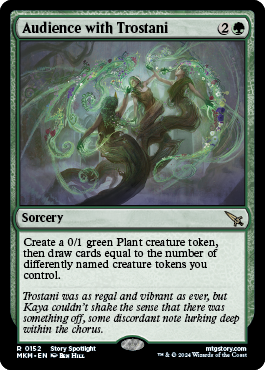 Audience with Trostani 2
Sorcery
Create a 0/1 green Plant creature token,
then draw cards equal to the number of
differently named creature tokens you
control.
Trostani was as regal and vibrant as ever, but
Kaya couldn't shake the sense that there was
something off, some discordant note lurking deep
within the chorus.
R 0152 Story Spotlight mtgstory.com
MKM • EN Ben Hill ™ & © 2024 Wizards of the Coast